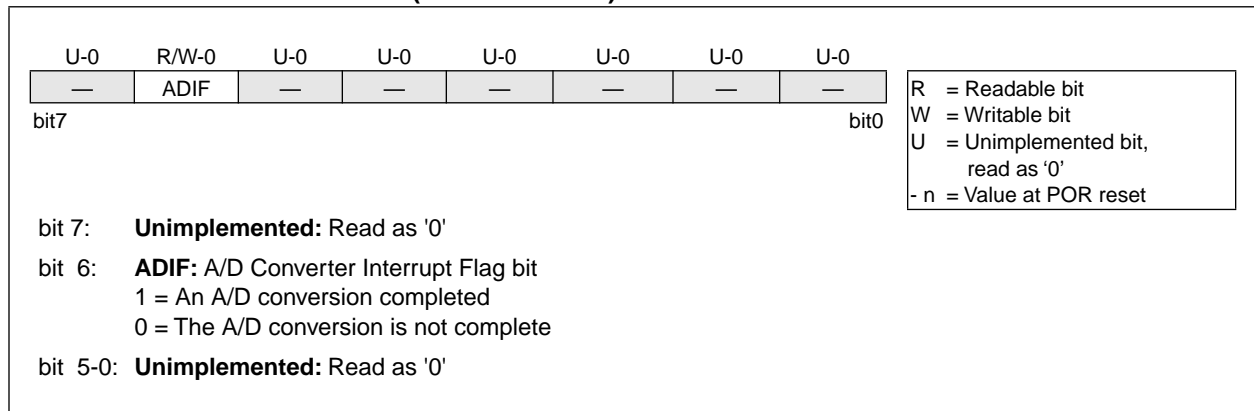 U-0 R/W-0 U-0 U-0 U-0 U-0 U-0 U-0
— ADIF — — — — — —
bit7 bit0
R = Readable bit
W = Writable bit
U = Unimplemented bit,
read as ‘0’
- n = Value at POR reset
bit 7: Unimplemented: Read as '0'
bit 6: ADIF: A/D Converter Interrupt Flag bit
1 = An A/D conversion completed
0 = The A/D conversion is not complete
bit 5-0: Unimplemented: Read as '0'